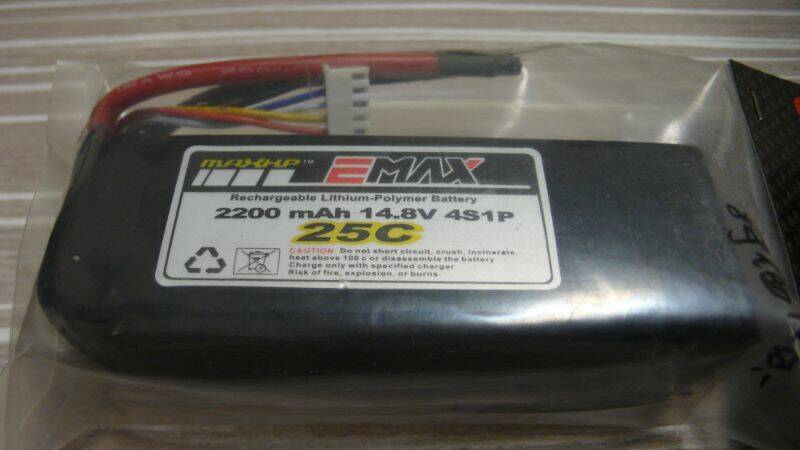 MAXHP™ EMAX
Rechargeable Lithium-Polymer Battery
2200 mAh 14.8V 4S1P
25C
CAUTION Do not short circuit, crush, incinerate,
heat above 100 c or disassemble the battery
Charge only with specified charger
Risk of fire, explosion, or burns.